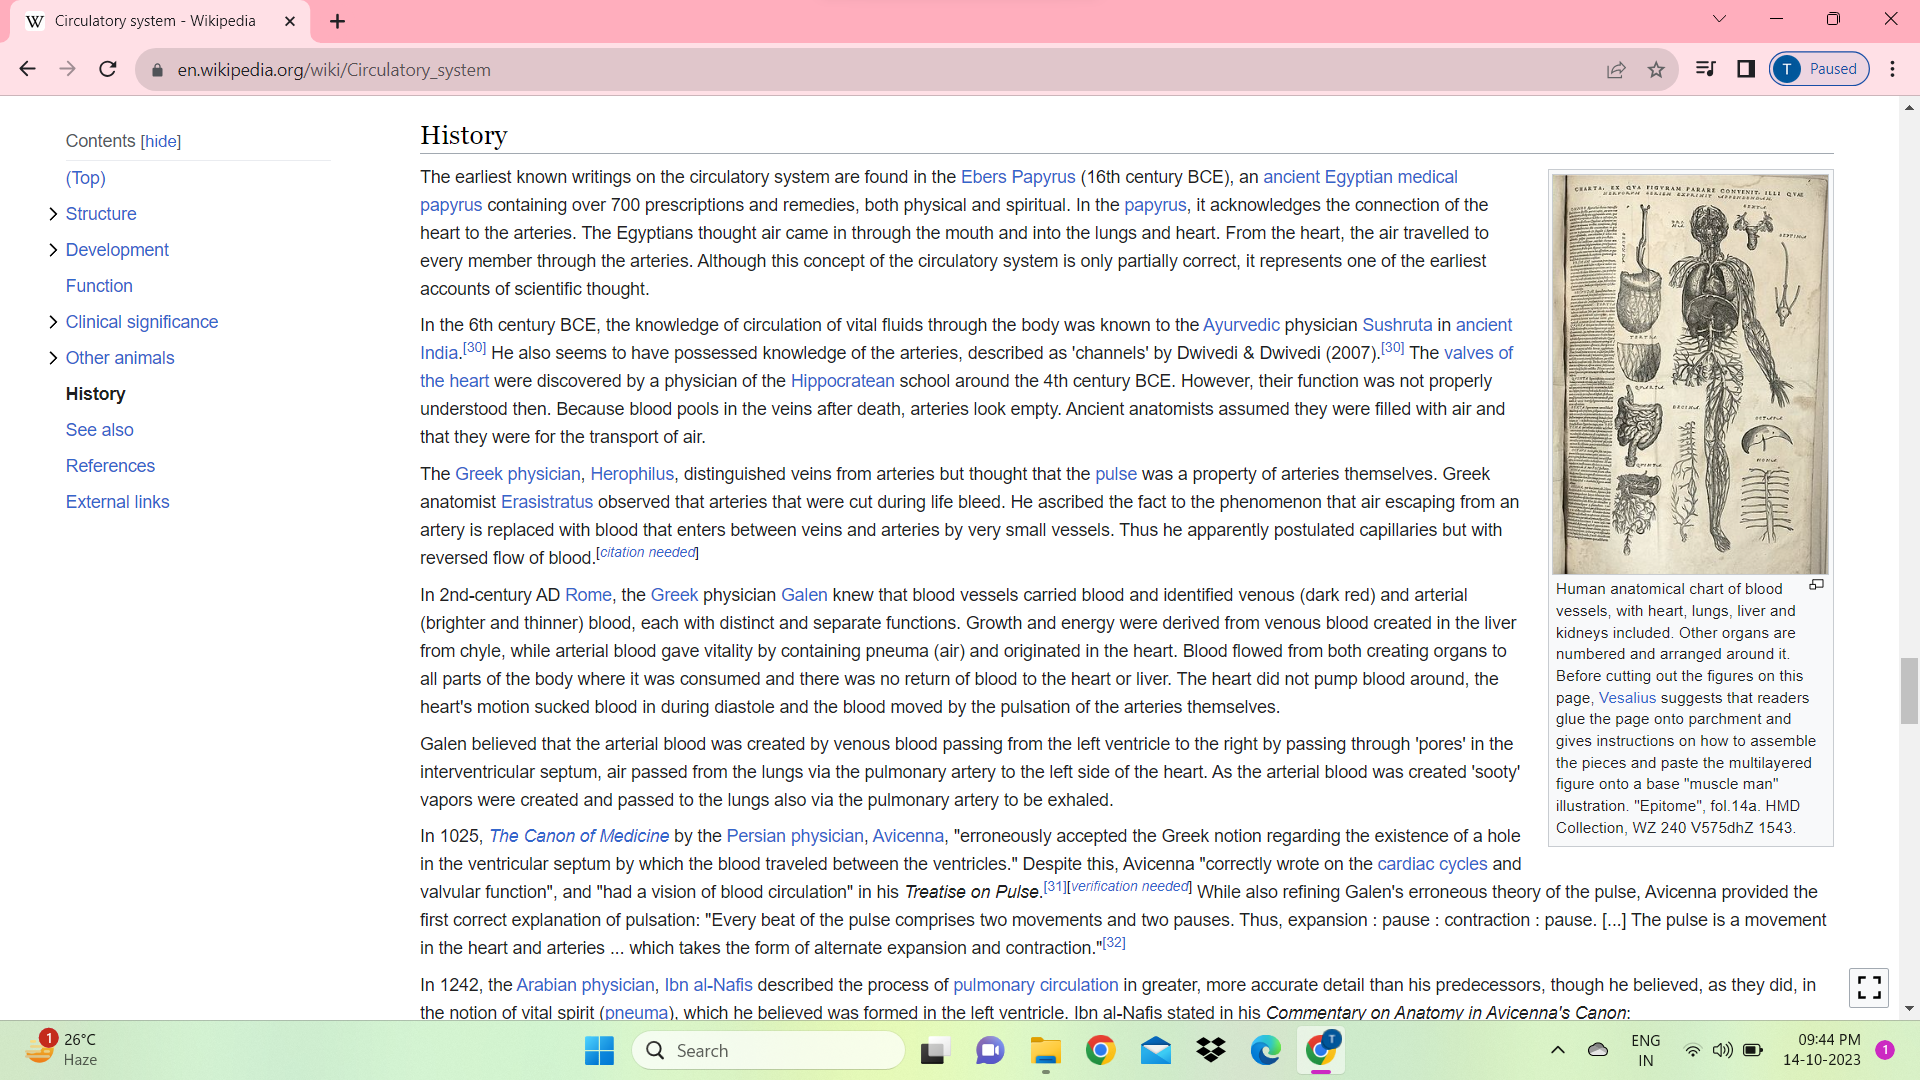 Circulatory system - Wikipedia
en.wikipedia.org/wiki/Circulatory_system
T
Paused
Contents [hide]
(Top)
Structure
Development
Function
Clinical significance
Other animals
History
See also
References
External links
History
The earliest known writings on the circulatory system are found in the Ebers Papyrus (16th century BCE), an ancient Egyptian medical
papyrus containing over 700 prescriptions and remedies, both physical and spiritual. In the papyrus, it acknowledges the connection of the
heart to the arteries. The Egyptians thought air came in through the mouth and into the lungs and heart. From the heart, the air travelled to
every member through the arteries. Although this concept of the circulatory system is only partially correct, it represents one of the earliest
accounts of scientific thought.
In the 6th century BCE, the knowledge of circulation of vital fluids through the body was known to the Ayurvedic physician Sushruta in ancient
India.[30] He also seems to have possessed knowledge of the arteries, described as 'channels' by Dwivedi & Dwivedi (2007).[30] The valves of
the heart were discovered by a physician of the Hippocratean school around the 4th century BCE. However, their function was not properly
understood then. Because blood pools in the veins after death, arteries look empty. Ancient anatomists assumed they were filled with air and
that they were for the transport of air.
The Greek physician, Herophilus, distinguished veins from arteries but thought that the pulse was a property of arteries themselves. Greek
anatomist Erasistratus observed that arteries that were cut during life bleed. He ascribed the fact to the phenomenon that air escaping from an
artery is replaced with blood that enters between veins and arteries by very small vessels. Thus he apparently postulated capillaries but with
reversed flow of blood.[citation needed]
In 2nd-century AD Rome, the Greek physician Galen knew that blood vessels carried blood and identified venous (dark red) and arterial
(brighter and thinner) blood, each with distinct and separate functions. Growth and energy were derived from venous blood created in the liver
from chyle, while arterial blood gave vitality by containing pneuma (air) and originated in the heart. Blood flowed from both creating organs to
all parts of the body where it was consumed and there was no return of blood to the heart or liver. The heart did not pump blood around, the
heart's motion sucked blood in during diastole and the blood moved by the pulsation of the arteries themselves.
Galen believed that the arterial blood was created by venous blood passing from the left ventricle to the right by passing through 'pores' in the
interventricular septum, air passed from the lungs via the pulmonary artery to the left side of the heart. As the arterial blood was created 'sooty'
vapors were created and passed to the lungs also via the pulmonary artery to be exhaled.
In 1025, The Canon of Medicine by the Persian physician, Avicenna, "erroneously accepted the Greek notion regarding the existence of a hole
in the ventricular septum by which the blood traveled between the ventricles." Despite this, Avicenna "correctly wrote on the cardiac cycles and
valvular function", and "had a vision of blood circulation" in his Treatise on Pulse.[31][verification needed] While also refining Galen's erroneous theory of the pulse, Avicenna provided the
first correct explanation of pulsation: "Every beat of the pulse comprises two movements and two pauses. Thus, expansion : pause : contraction : pause. [...] The pulse is a movement
in the heart and arteries ... which takes the form of alternate expansion and contraction."[32]
In 1242, the Arabian physician, Ibn al-Nafis described the process of pulmonary circulation in greater, more accurate detail than his predecessors, though he believed, as they did, in
the notion of vital spirit (pneuma), which he believed was formed in the left ventricle. Ibn al-Nafis stated in his Commentary on Anatomy in Avicenna's Canon:
CHARTA, EX QVA FIGVRAM PARARE CONVENIT, ILLI QVAE
Human anatomical chart of blood
vessels, with heart, lungs, liver and
kidneys included. Other organs are
numbered and arranged around it.
Before cutting out the figures on this
page, Vesalius suggests that readers
glue the page onto parchment and
gives instructions on how to assemble
the pieces and paste the multilayered
figure onto a base "muscle man"
illustration. "Epitome", fol.14a. HMD
Collection, WZ 240 V575dhZ 1543.
1
26°C
Haze
Search
T
ENG
IN
09:44 PM
14-10-2023
1